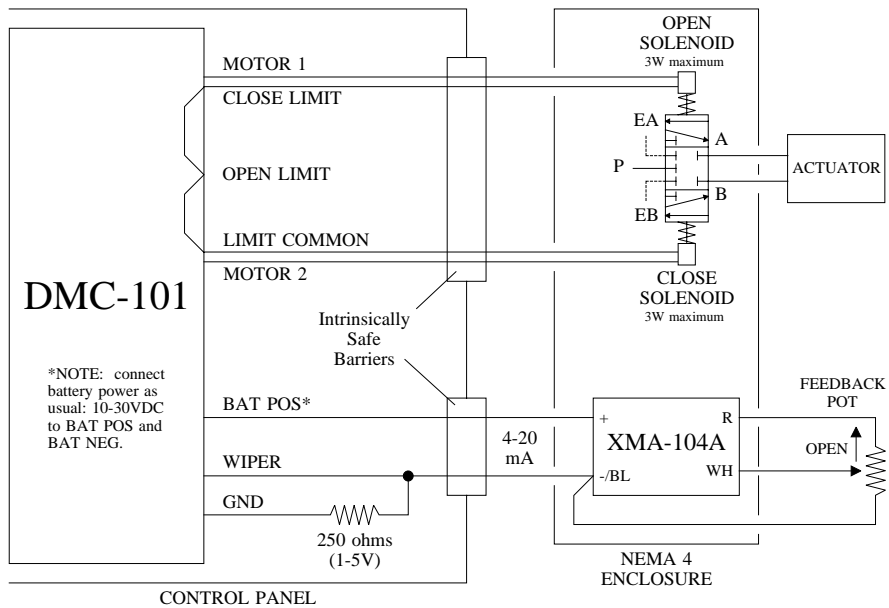 OPEN
SOLENOID
3W maximum
MOTOR 1
CLOSE LIMIT
EA
A
P
OPEN LIMIT
ACTUATOR
B
EB
LIMIT COMMON
MOTOR 2
CLOSE
SOLENOID
3W maximum
DMC-101
Intrinsically
Safe
Barriers
*NOTE: connect
battery power as
usual: 10-30VDC
to BAT POS and
BAT NEG.
FEEDBACK
POT
BAT POS*
+
R
4-20
mA
XMA-104A
OPEN
WIPER
-/BL
WH
GND
250 ohms
(1-5V)
NEMA 4
ENCLOSURE
CONTROL PANEL